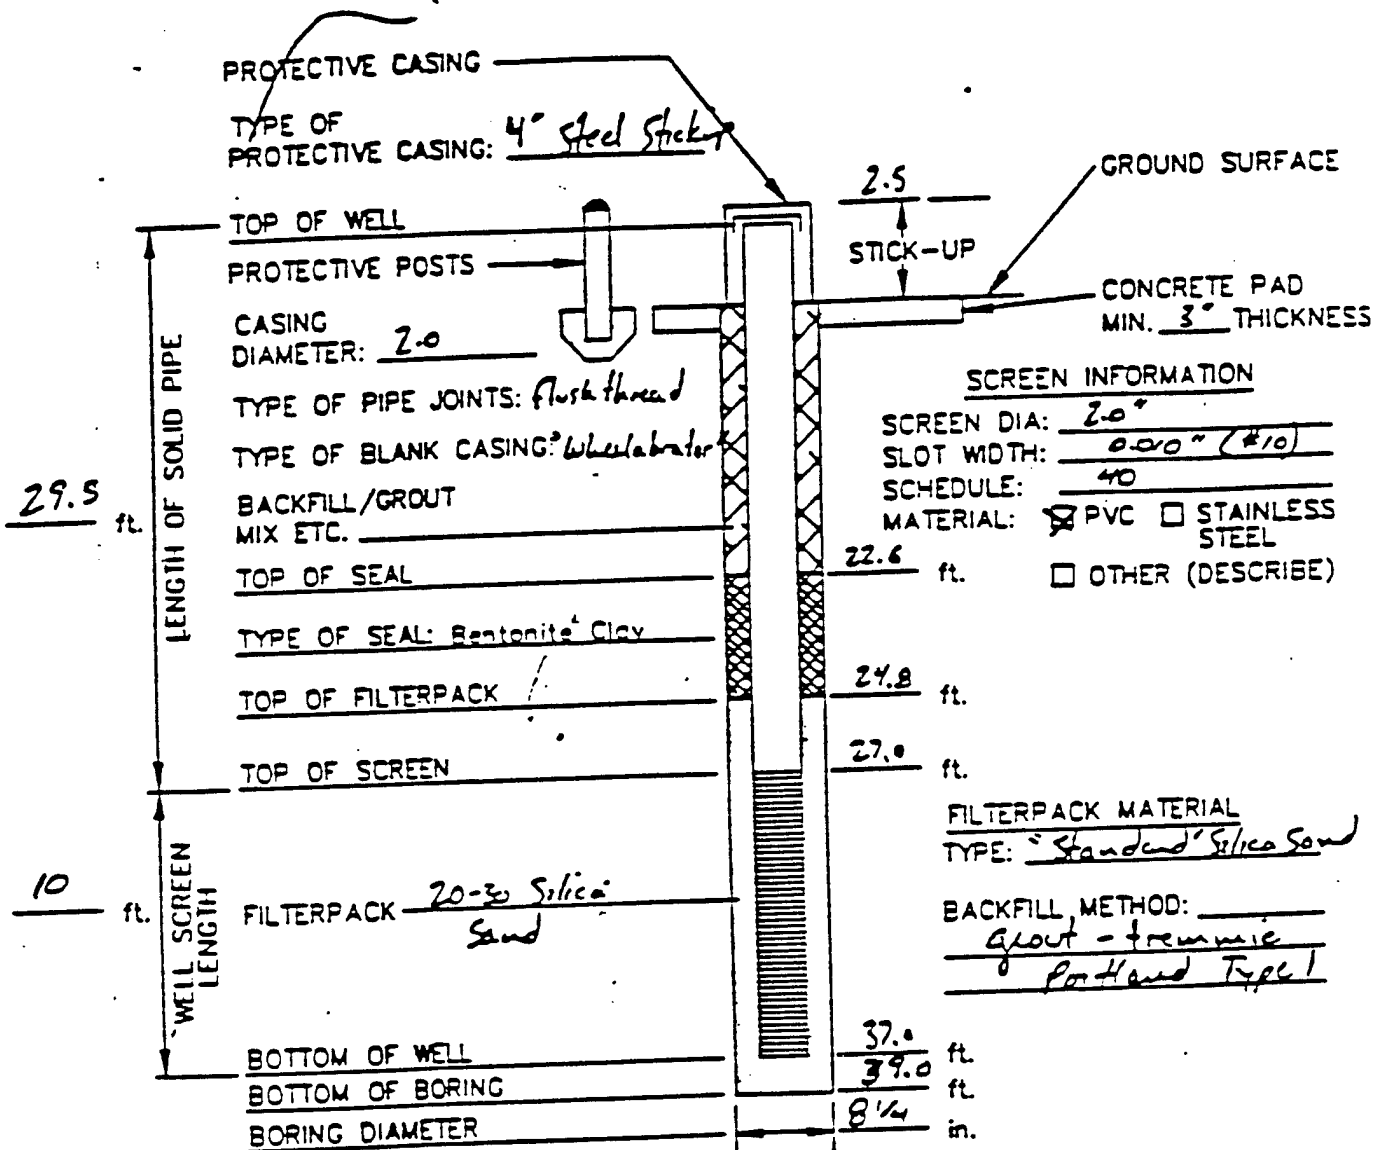 PROTECTIVE CASING
TYPE OF
PROTECTIVE CASING: 4" Steel Stickup
GROUND SURFACE
2.5
TOP OF WELL
STICK-UP
PROTECTIVE POSTS
CONCRETE PAD
MIN. 3" THICKNESS
CASING
DIAMETER: 2.0
SCREEN INFORMATION
TYPE OF PIPE JOINTS: flush thread
SCREEN DIA: 2.0"
TYPE OF BLANK CASING:
SLOT WIDTH: 0.010" (#10)
SCHEDULE: 40
29.5 ft.
LENGTH OF SOLID PIPE
BACKFILL/GROUT
MIX ETC.
MATERIAL: PVC STAINLESS
STEEL
TOP OF SEAL
22.6 ft.
OTHER (DESCRIBE)
TYPE OF SEAL: Bentonite Clay
TOP OF FILTERPACK
24.8 ft.
TOP OF SCREEN
27.0 ft.
FILTERPACK MATERIAL
TYPE: "Standard" Silica Sand
10 ft.
WELL SCREEN
LENGTH
FILTERPACK 20-30 Silica
Sand
BACKFILL METHOD:
grout - tremmie
Portland Type 1
BOTTOM OF WELL
37.0 ft.
BOTTOM OF BORING
39.0 ft.
BORING DIAMETER
8 1/4 in.